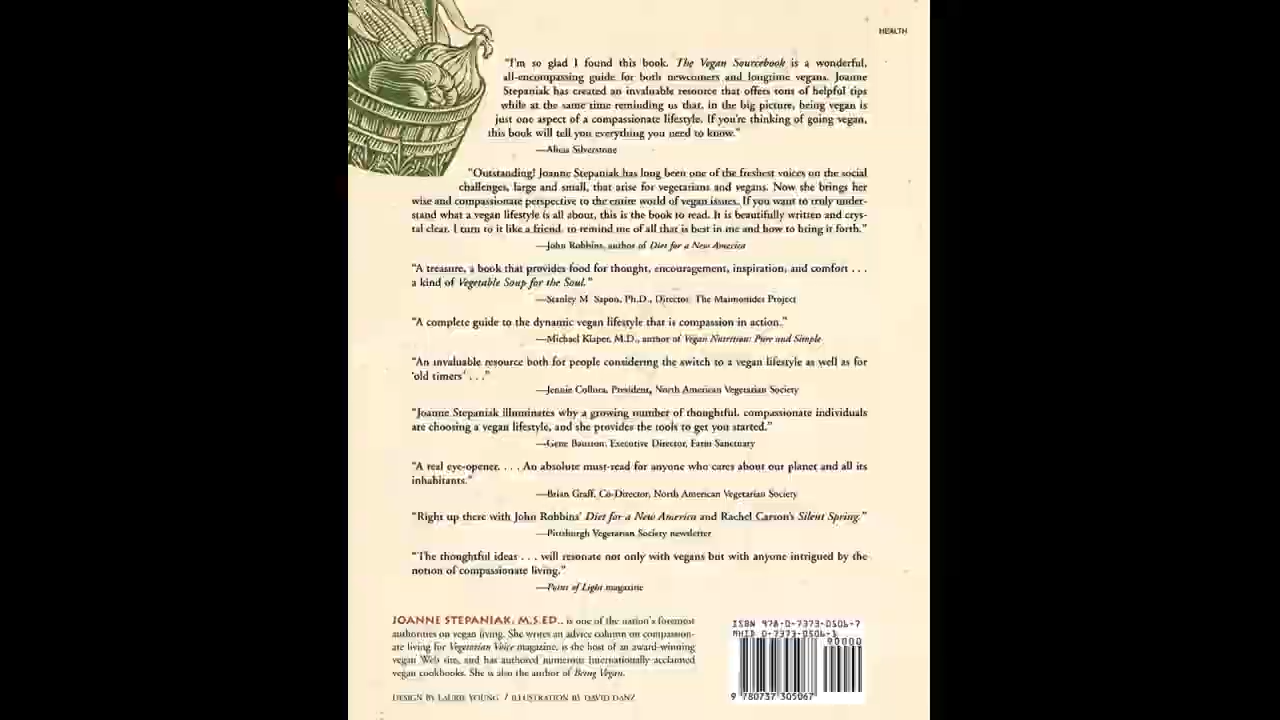 HEALTH
"I'm so glad I found this book. The Vegan Sourcebook is a wonderful,
all-encompassing guide for both newcomers and longtime vegans. Joanne
Stepaniak has created an invaluable resource that offers tons of helpful tips
while at the same time reminding us that, in the big picture, being vegan is
just one aspect of a compassionate lifestyle. If you're thinking of going vegan,
this book will tell you everything you need to know."
—Alicia Silverstone
"Outstanding! Joanne Stepaniak has long been one of the freshest voices on the social
challenges, large and small, that arise for vegetarians and vegans. Now she brings her
wise and compassionate perspective to the entire world of vegan issues. If you want to truly under-
stand what a vegan lifestyle is all about, this is the book to read. It is beautifully written and crys-
tal clear. I turn to it like a friend, to remind me of all that is best in me and how to bring it forth."
—John Robbins, author of Diet for a New America
"A treasure, a book that provides food for thought, encouragement, inspiration, and comfort . . .
a kind of Vegetable Soup for the Soul."
—Stanley M. Sapon, Ph.D., Director, The Maimonides Project
"A complete guide to the dynamic vegan lifestyle that is compassion in action."
—Michael Klaper, M.D., author of Vegan Nutrition: Pure and Simple
"An invaluable resource both for people considering the switch to a vegan lifestyle as well as for
'old timers' . . ."
—Jennie Collura, President, North American Vegetarian Society
"Joanne Stepaniak illuminates why a growing number of thoughtful, compassionate individuals
are choosing a vegan lifestyle, and she provides the tools to get you started."
—Gene Bauston, Executive Director, Farm Sanctuary
"A real eye-opener. . . . An absolute must-read for anyone who cares about our planet and all its
inhabitants."
—Brian Graff, Co-Director, North American Vegetarian Society
"Right up there with John Robbins' Diet for a New America and Rachel Carson's Silent Spring."
—Pittsburgh Vegetarian Society newsletter
"The thoughtful ideas . . . will resonate not only with vegans but with anyone intrigued by the
notion of compassionate living."
—Point of Light magazine
JOANNE STEPANIAK, M.S.ED., is one of the nation's foremost
authorities on vegan living. She writes an advice column on compassion-
ate living for Vegetarian Voice magazine, is the host of an award-winning
vegan Web site, and has authored numerous internationally acclaimed
vegan cookbooks. She is also the author of Being Vegan.
DESIGN BY LAURIE YOUNG / ILLUSTRATION BY DAVID DANZ
ISBN 978-0-7373-0506-7
MHID 0-7373-0506-1
90000
9 780737 305067